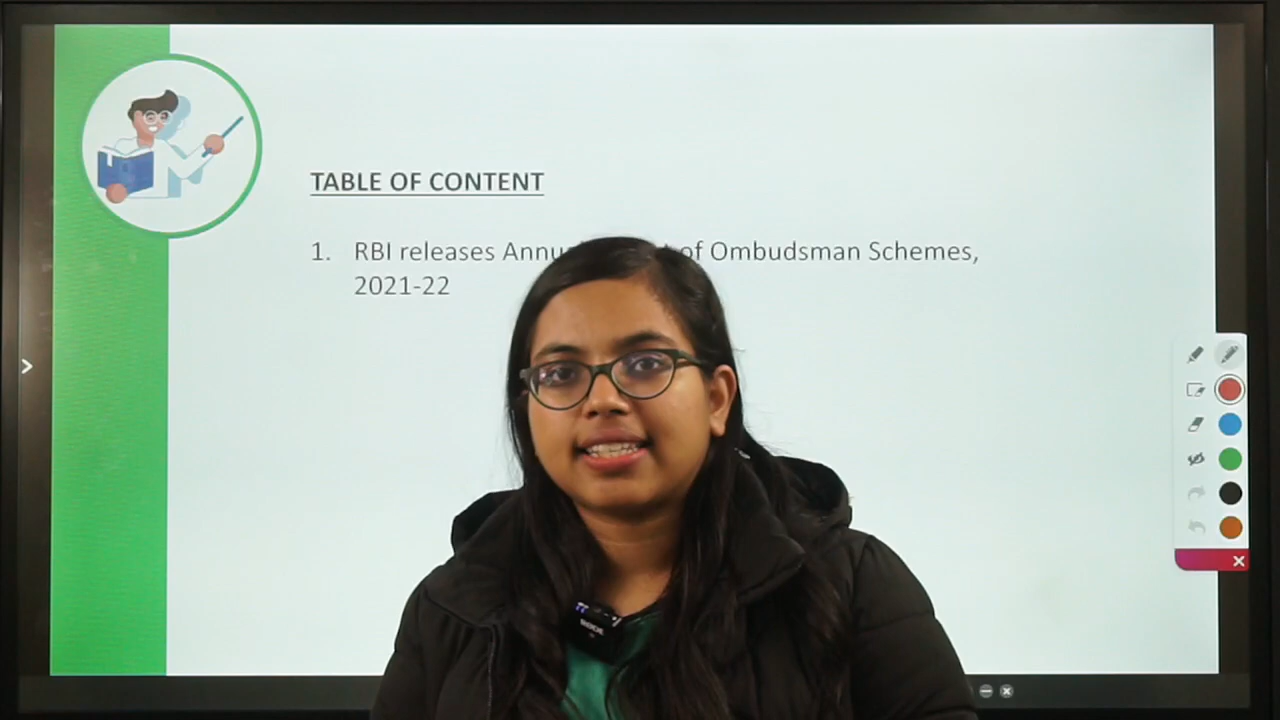 TABLE OF CONTENT
1. RBI releases Annu of Ombudsman Schemes,
2021-22